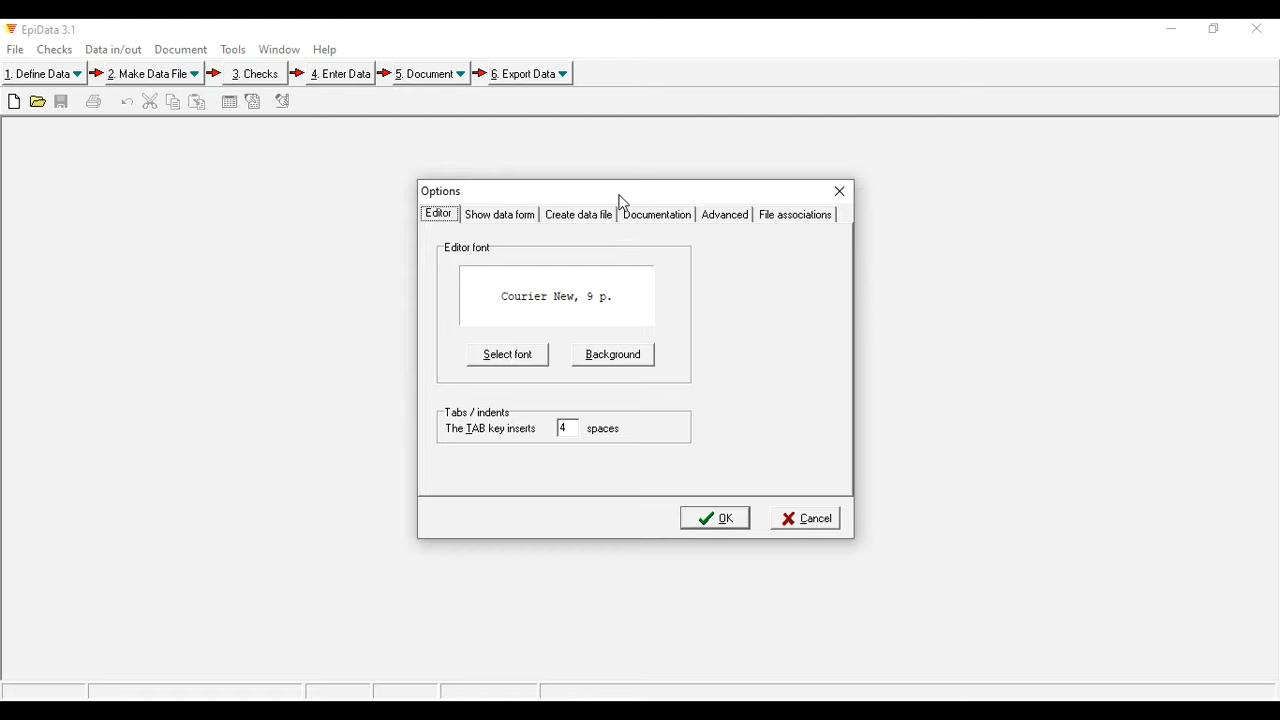 EpiData 3.1
File Checks Data in/out Document Tools Window Help
1. Define Data 2. Make Data File 3. Checks 4. Enter Data 5. Document 6. Export Data
Options
Editor Show data form Create data file Documentation Advanced File associations
Editor font
Courier New, 9 p.
Select font Background
Tabs / indents
The TAB key inserts 4 spaces
OK Cancel